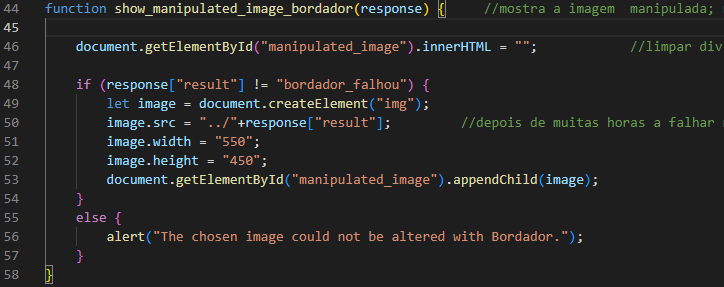 44 function show_manipulated_image_bordador(response) { //mostra a imagem manipulada;
45
46 document.getElementById("manipulated_image").innerHTML = ""; //limpar div
47
48 if (response["result"] != "bordador_falhou") {
49 let image = document.createElement("img");
50 image.src = "../"+response["result"]; //depois de muitas horas a falhar
51 image.width = "550";
52 image.height = "450";
53 document.getElementById("manipulated_image").appendChild(image);
54 }
55 else {
56 alert("The chosen image could not be altered with Bordador.");
57 }
58 }